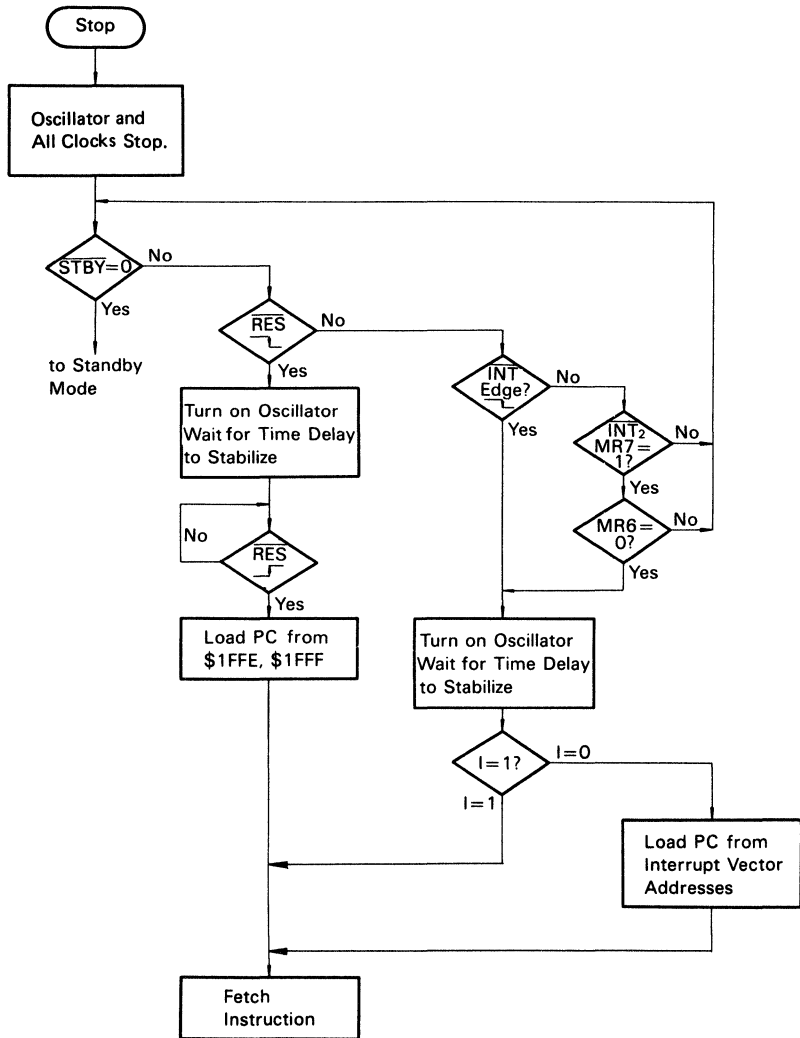 Stop
Oscillator and
All Clocks Stop.
STBY=0
No
Yes
to Standby
Mode
RES
No
Yes
Turn on Oscillator
Wait for Time Delay
to Stabilize
No
RES
Yes
Load PC from
$1FFE, $1FFF
INT
Edge?
No
Yes
INT₂
MR7=
1?
No
Yes
MR6=
0?
No
Yes
Turn on Oscillator
Wait for Time Delay
to Stabilize
I=1?
I=0
I=1
Load PC from
Interrupt Vector
Addresses
Fetch
Instruction